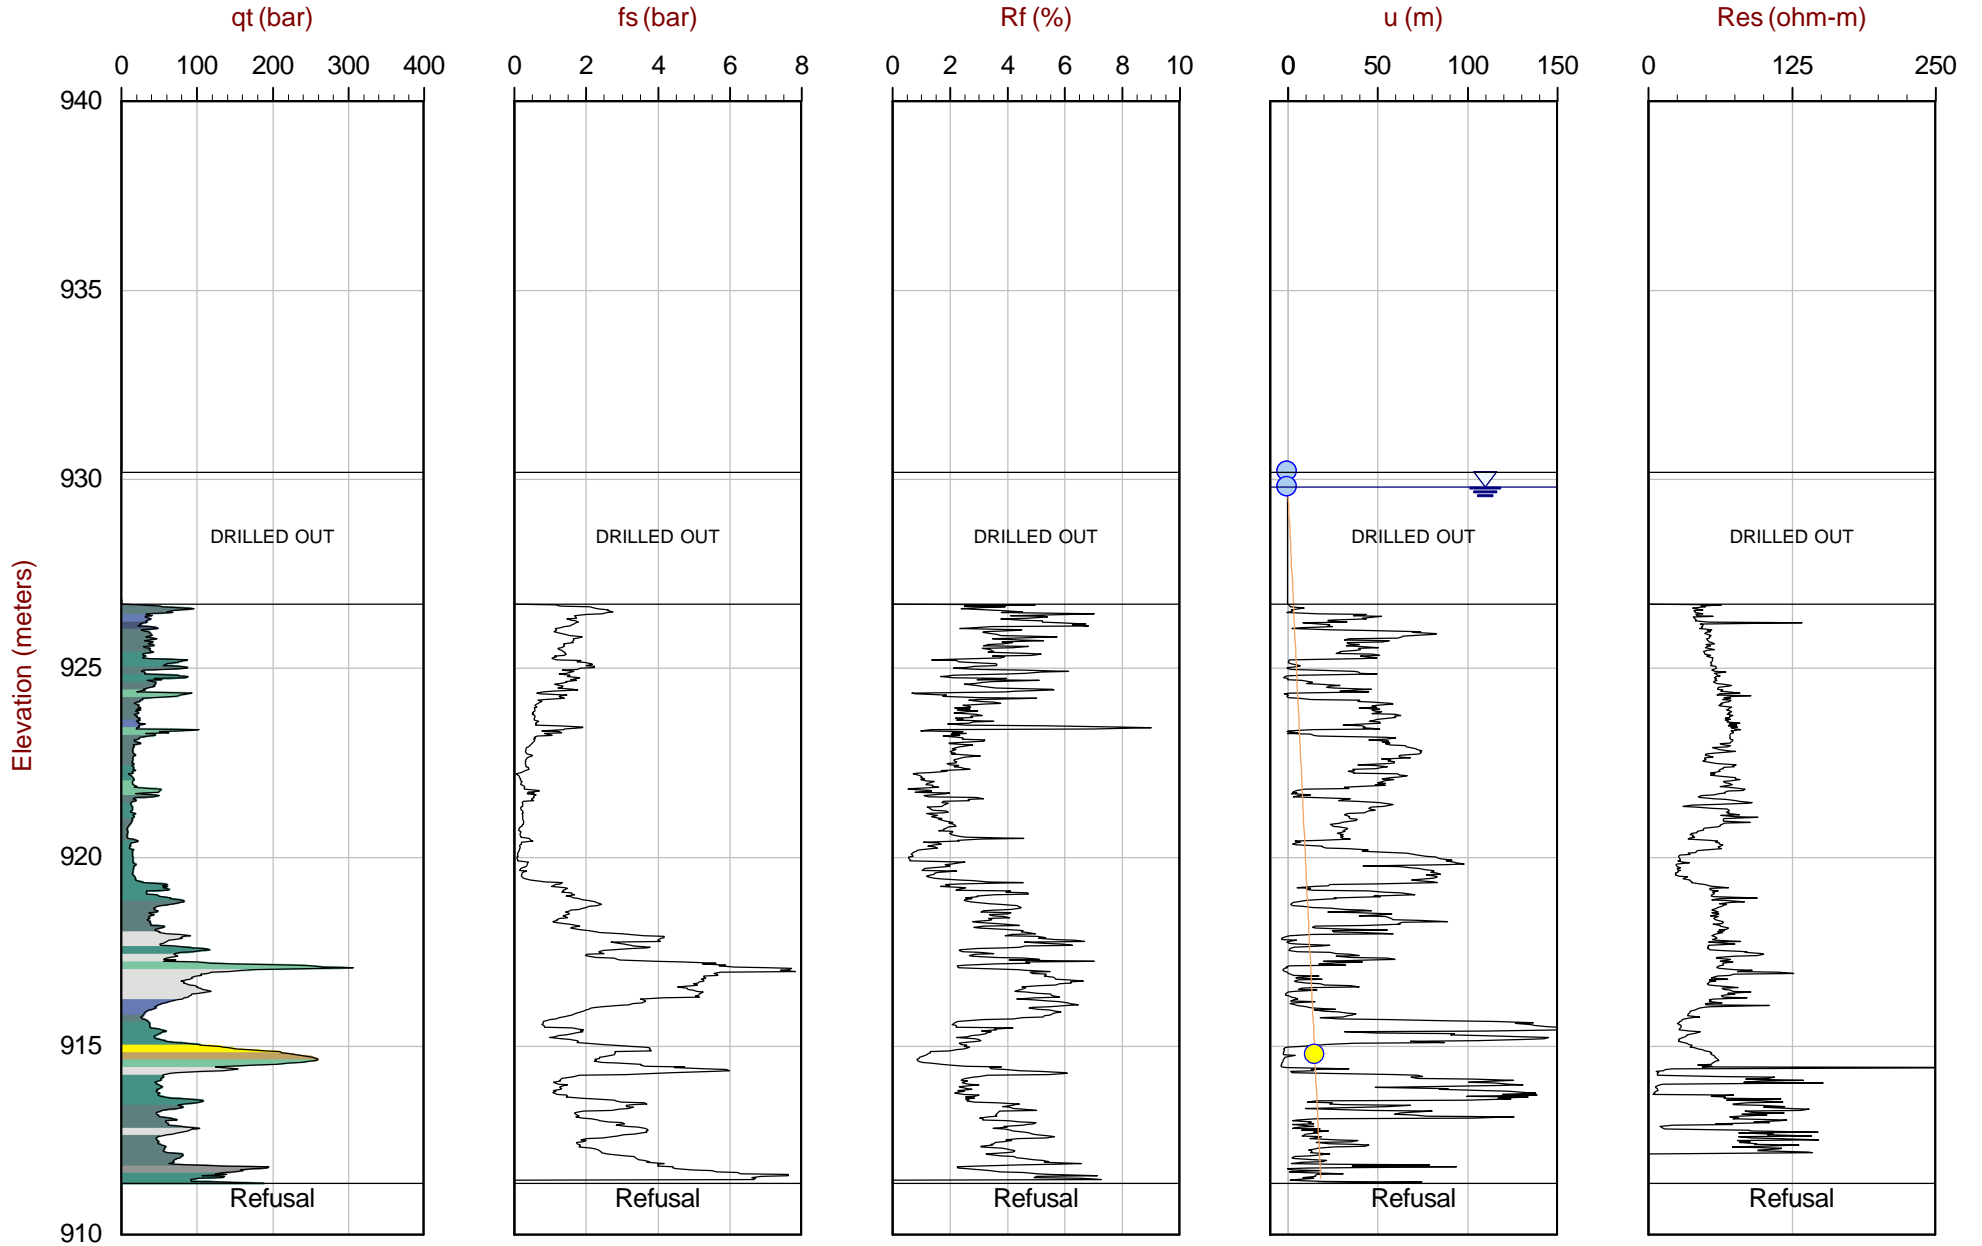 qt (bar) fs (bar) Rf (%) u (m) Res (ohm-m)
0 100 200 300 400 0 2 4 6 8 0 2 4 6 8 10 0 50 100 150 0 125 250
940
935
930
DRILLED OUT DRILLED OUT DRILLED OUT DRILLED OUT DRILLED OUT
Elevation (meters)
925
920
915
Refusal Refusal Refusal Refusal Refusal
910